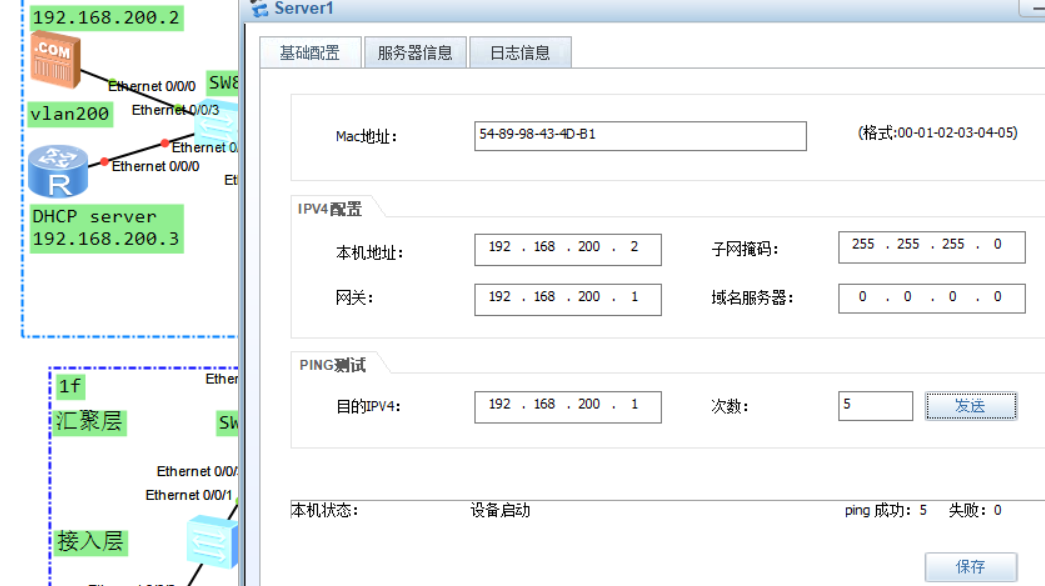 192.168.200.2
.COM
Ethernet 0/0/0
SW8
Ethernet 0/0/3
vlan200
Ethernet 0/
Ethernet 0/0/0
Et
R
DHCP server
192.168.200.3
1f
Ether
汇聚层
SW
Ethernet 0/0/
Ethernet 0/0/1
接入层
Server1
基础配置 服务器信息 日志信息
Mac地址: 54-89-98-43-4D-B1 (格式:00-01-02-03-04-05)
IPV4配置
本机地址: 192 . 168 . 200 . 2 子网掩码: 255 . 255 . 255 . 0
网关: 192 . 168 . 200 . 1 域名服务器: 0 . 0 . 0 . 0
PING测试
目的IPV4: 192 . 168 . 200 . 1 次数: 5 发送
本机状态: 设备启动 ping 成功: 5 失败: 0
保存